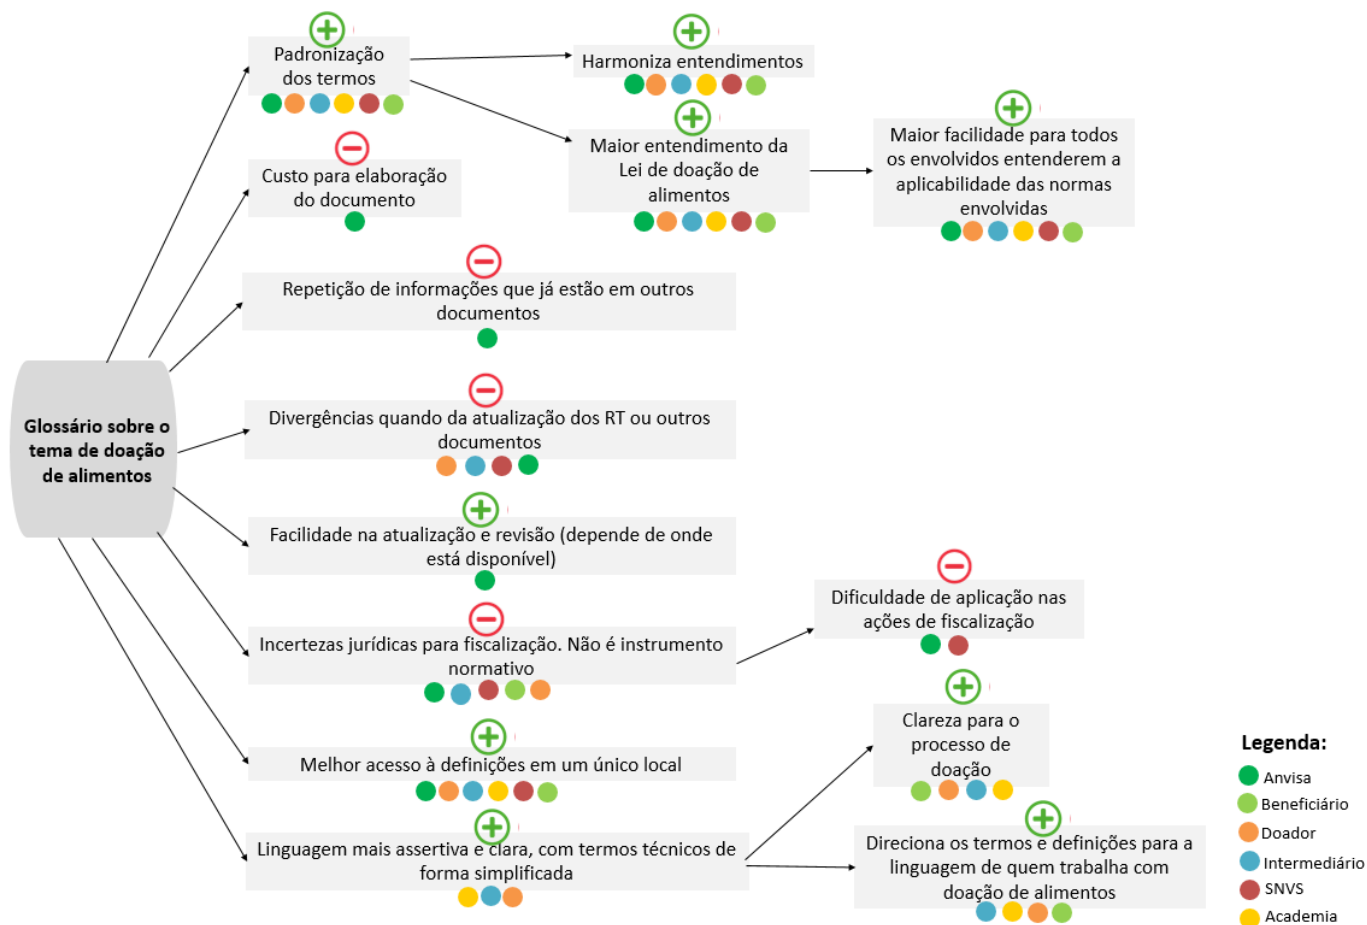 Padronização
dos termos
Harmoniza entendimentos
Maior entendimento da
Lei de doação de
alimentos
Maior facilidade para todos
os envolvidos entenderem a
aplicabilidade das normas
envolvidas
Custo para elaboração
do documento
Repetição de informações que já estão em outros
documentos
Glossário sobre o
tema de doação
de alimentos
Divergências quando da atualização dos RT ou outros
documentos
Facilidade na atualização e revisão (depende de onde
está disponível)
Incertezas jurídicas para fiscalização. Não é instrumento
normativo
Dificuldade de aplicação nas
ações de fiscalização
Melhor acesso à definições em um único local
Linguagem mais assertiva e clara, com termos técnicos de
forma simplificada
Clareza para o
processo de
doação
Direciona os termos e definições para a
linguagem de quem trabalha com
doação de alimentos
Legenda:
Anvisa
Beneficiário
Doador
Intermediário
SNVS
Academia